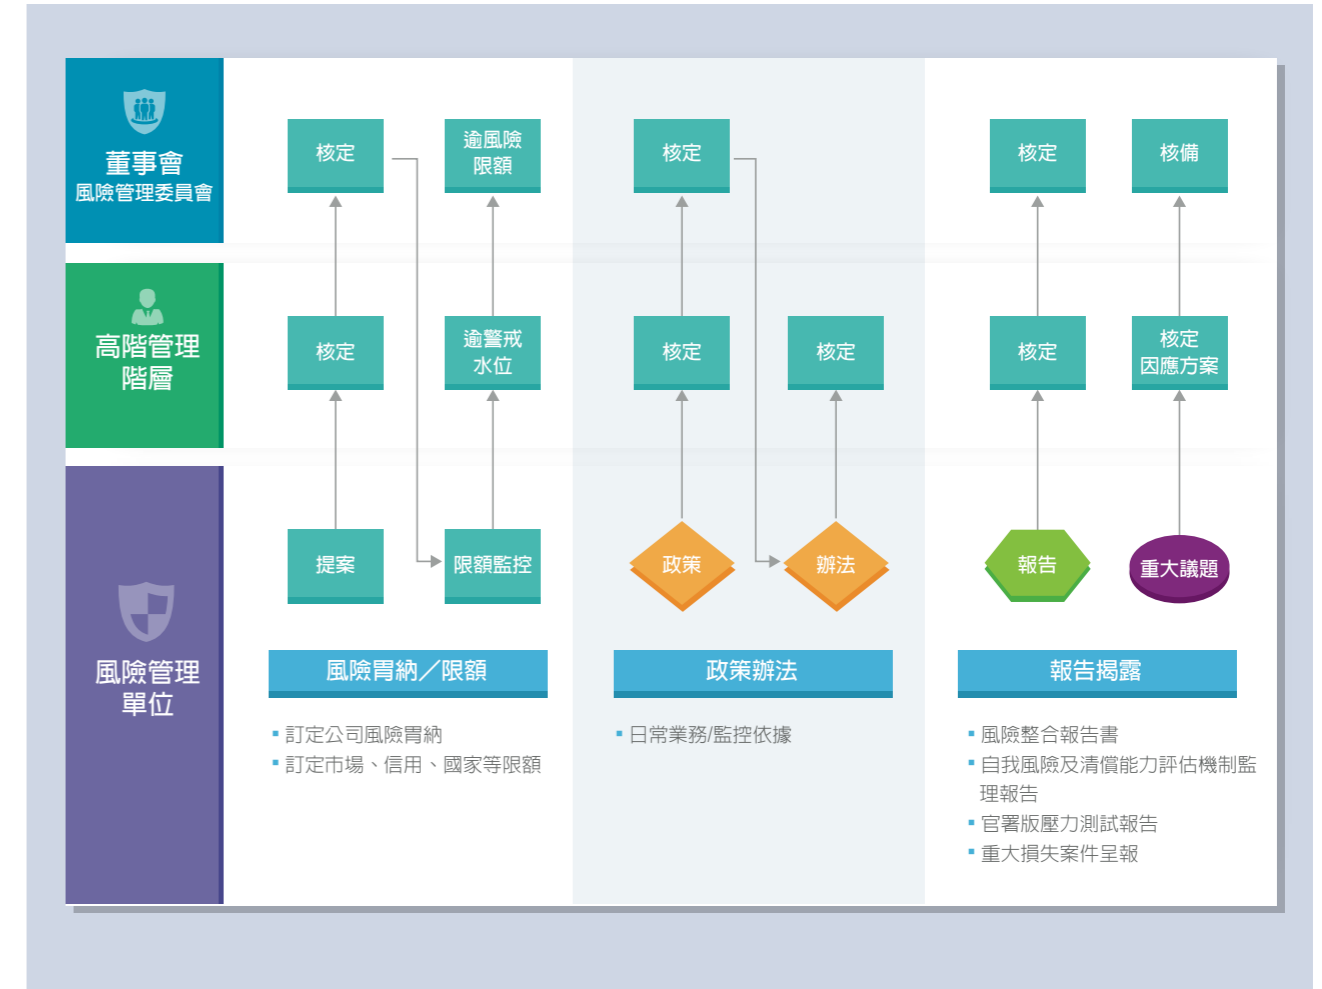 董事會
風險管理委員會
核定
逾風險
限額
核定
核定
核備
高階管理
階層
核定
逾警戒
水位
核定
核定
核定
核定
因應方案
風險管理
單位
提案
限額監控
政策
辦法
報告
重大議題
風險胃納／限額
▪訂定公司風險胃納
▪訂定市場、信用、國家等限額
政策辦法
▪日常業務/監控依據
報告揭露
▪風險整合報告書
▪自我風險及清償能力評估機制監
理報告
▪官署版壓力測試報告
▪重大損失案件呈報